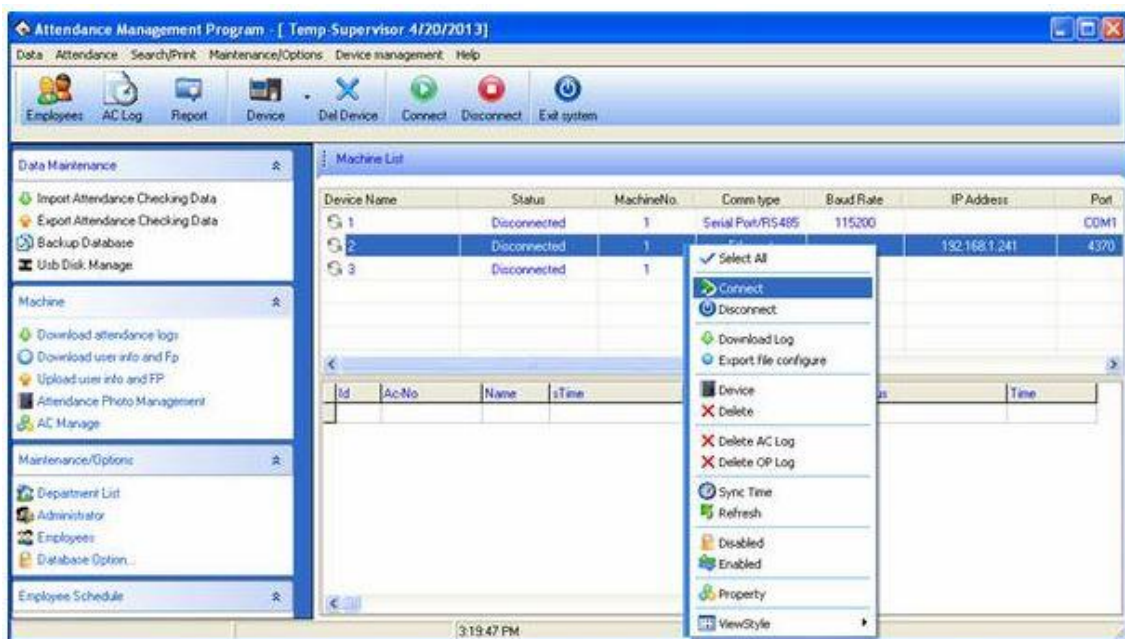 Attendance Management Program - [ Temp-Supervisor 4/20/2013]
Data Attendance Search/Print Maintenance/Options Device management Help
Employees AC Log Report Device Del Device Connect Disconnect Exit system
Data Maintenance
Import Attendance Checking Data
Export Attendance Checking Data
Backup Database
Usb Disk Manage
Machine
Download attendance logs
Download user info and Fp
Upload user info and FP
Attendance Photo Management
AC Manage
Maintenance/Options
Department List
Administrator
Employees
Database Option...
Employee Schedule
Machine List
Device Name Status MachineNo. Comm type Baud Rate IP Address Port
1 Disconnected 1 Serial Port/RS485 115200 COM1
2 Disconnected 1 192.168.1.241 4370
3 Disconnected 1
Id Ac-No Name sTime Time
Select All
Connect
Disconnect
Download Log
Export file configure
Device
Delete
Delete AC Log
Delete OP Log
Sync Time
Refresh
Disabled
Enabled
Property
ViewStyle
3:19:47 PM